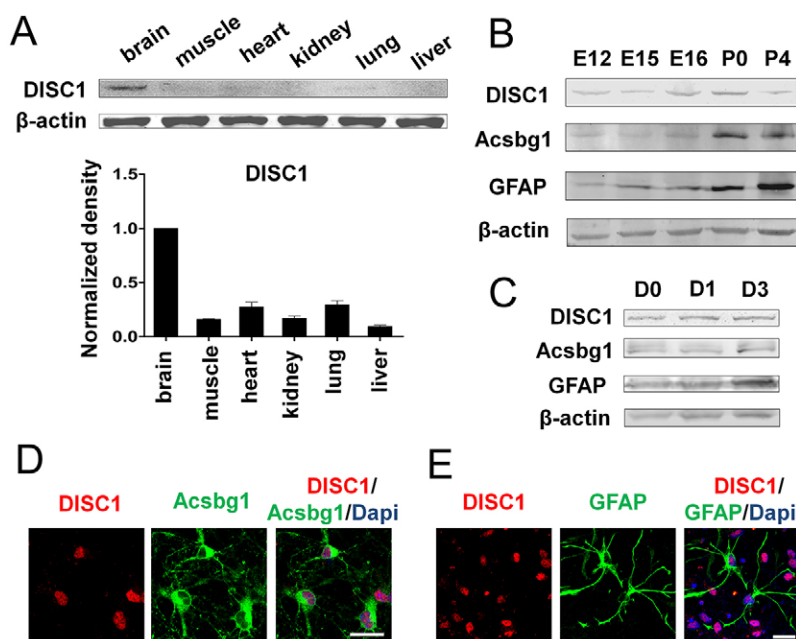 A
brain muscle heart kidney lung liver
DISC1
β-actin
DISC1
Normalized density
1.5
1.0
0.5
0.0
brain muscle heart kidney lung liver
B
E12 E15 E16 P0 P4
DISC1
Acsbg1
GFAP
β-actin
C
D0 D1 D3
DISC1
Acsbg1
GFAP
β-actin
D
DISC1 Acsbg1 DISC1/
Acsbg1/Dapi
E
DISC1 GFAP DISC1/
GFAP/Dapi